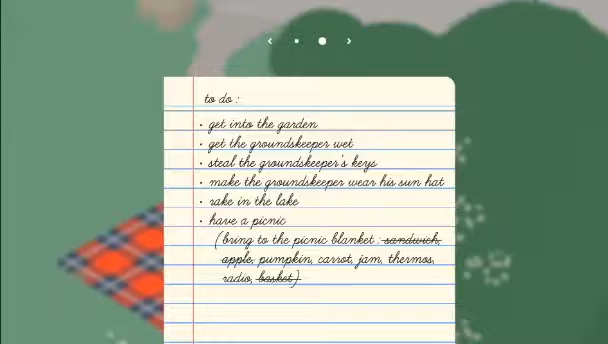 to do :
• get into the garden
• get the groundskeeper wet
• steal the groundskeeper's keys
• make the groundskeeper wear his sun hat
• rake in the lake
• have a picnic
(bring to the picnic blanket: sandwich,
apple, pumpkin, carrot, jam, thermos,
radio, basket)